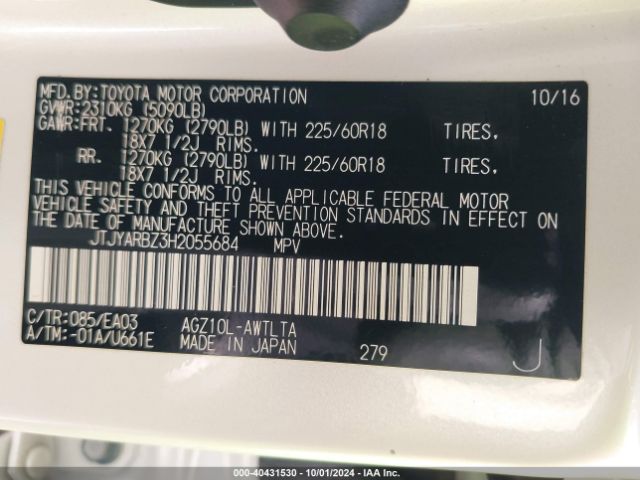 MFD.BY:TOYOTA MOTOR CORPORATION 10/16
GVWR:2310KG (5090LB)
GAWR:FRT. 1270KG (2790LB) WITH 225/60R18 TIRES,
18X7 1/2J RIMS.
RR. 1270KG (2790LB) WITH 225/60R18 TIRES,
18X7 1/2J RIMS.
THIS VEHICLE CONFORMS TO ALL APPLICABLE FEDERAL MOTOR
VEHICLE SAFETY AND THEFT PREVENTION STANDARDS IN EFFECT ON
THE DATE OF MANUFACTURE SHOWN ABOVE.
JTJYARBZ3H2055684 MPV
C/TR:085/EA03 AGZ10L-AWTLTA
A/TM:-01A/U661E MADE IN JAPAN 279 J
000-40431530 - 10/01/2024 - IAA Inc.